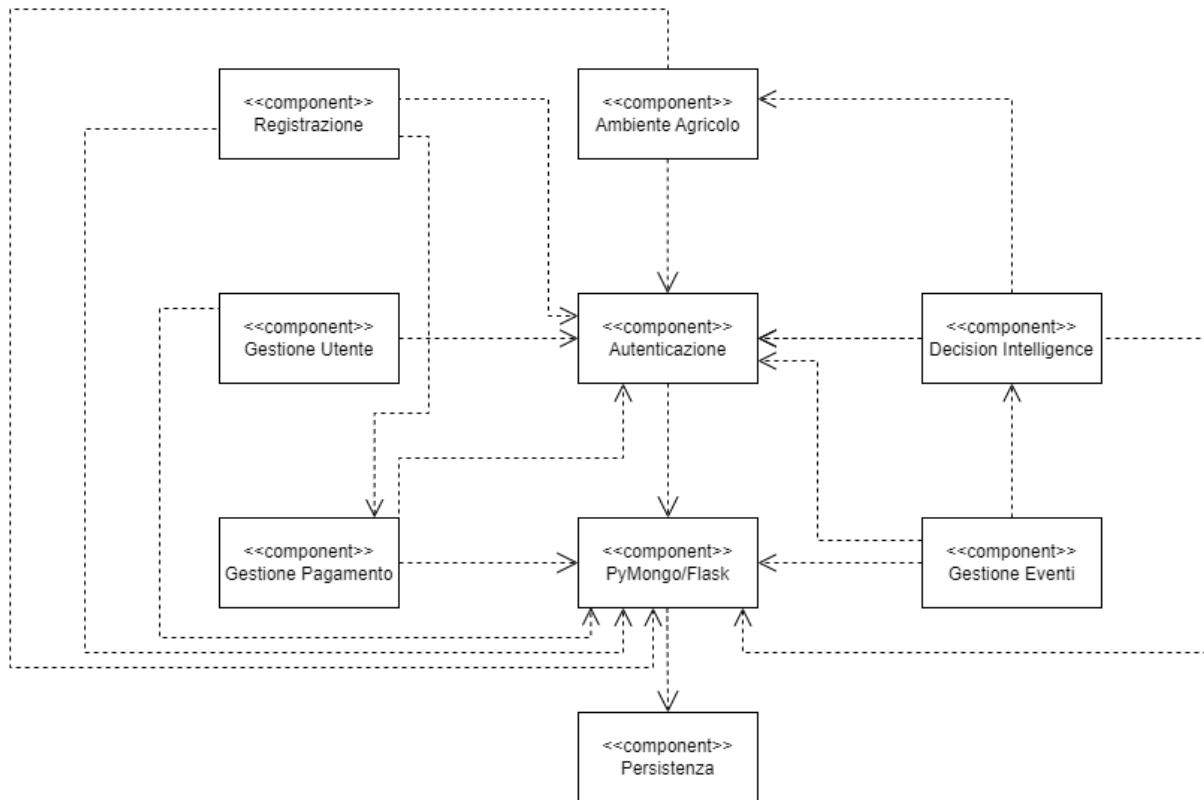 <<component>>
Registrazione
<<component>>
Ambiente Agricolo
<<component>>
Gestione Utente
<<component>>
Autenticazione
<<component>>
Decision Intelligence
<<component>>
Gestione Pagamento
<<component>>
PyMongo/Flask
<<component>>
Gestione Eventi
<<component>>
Persistenza